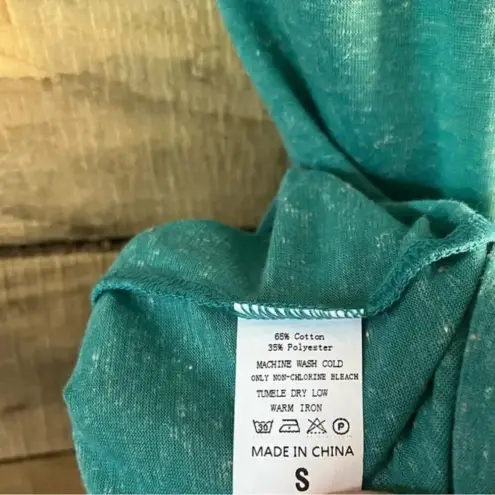 65% Cotton
35% Polyester
MACHINE WASH COLD
ONLY NON-CHLORINE BLEACH
TUMELE DRY LOW
WARM IRON
30 P
MADE IN CHINA
S